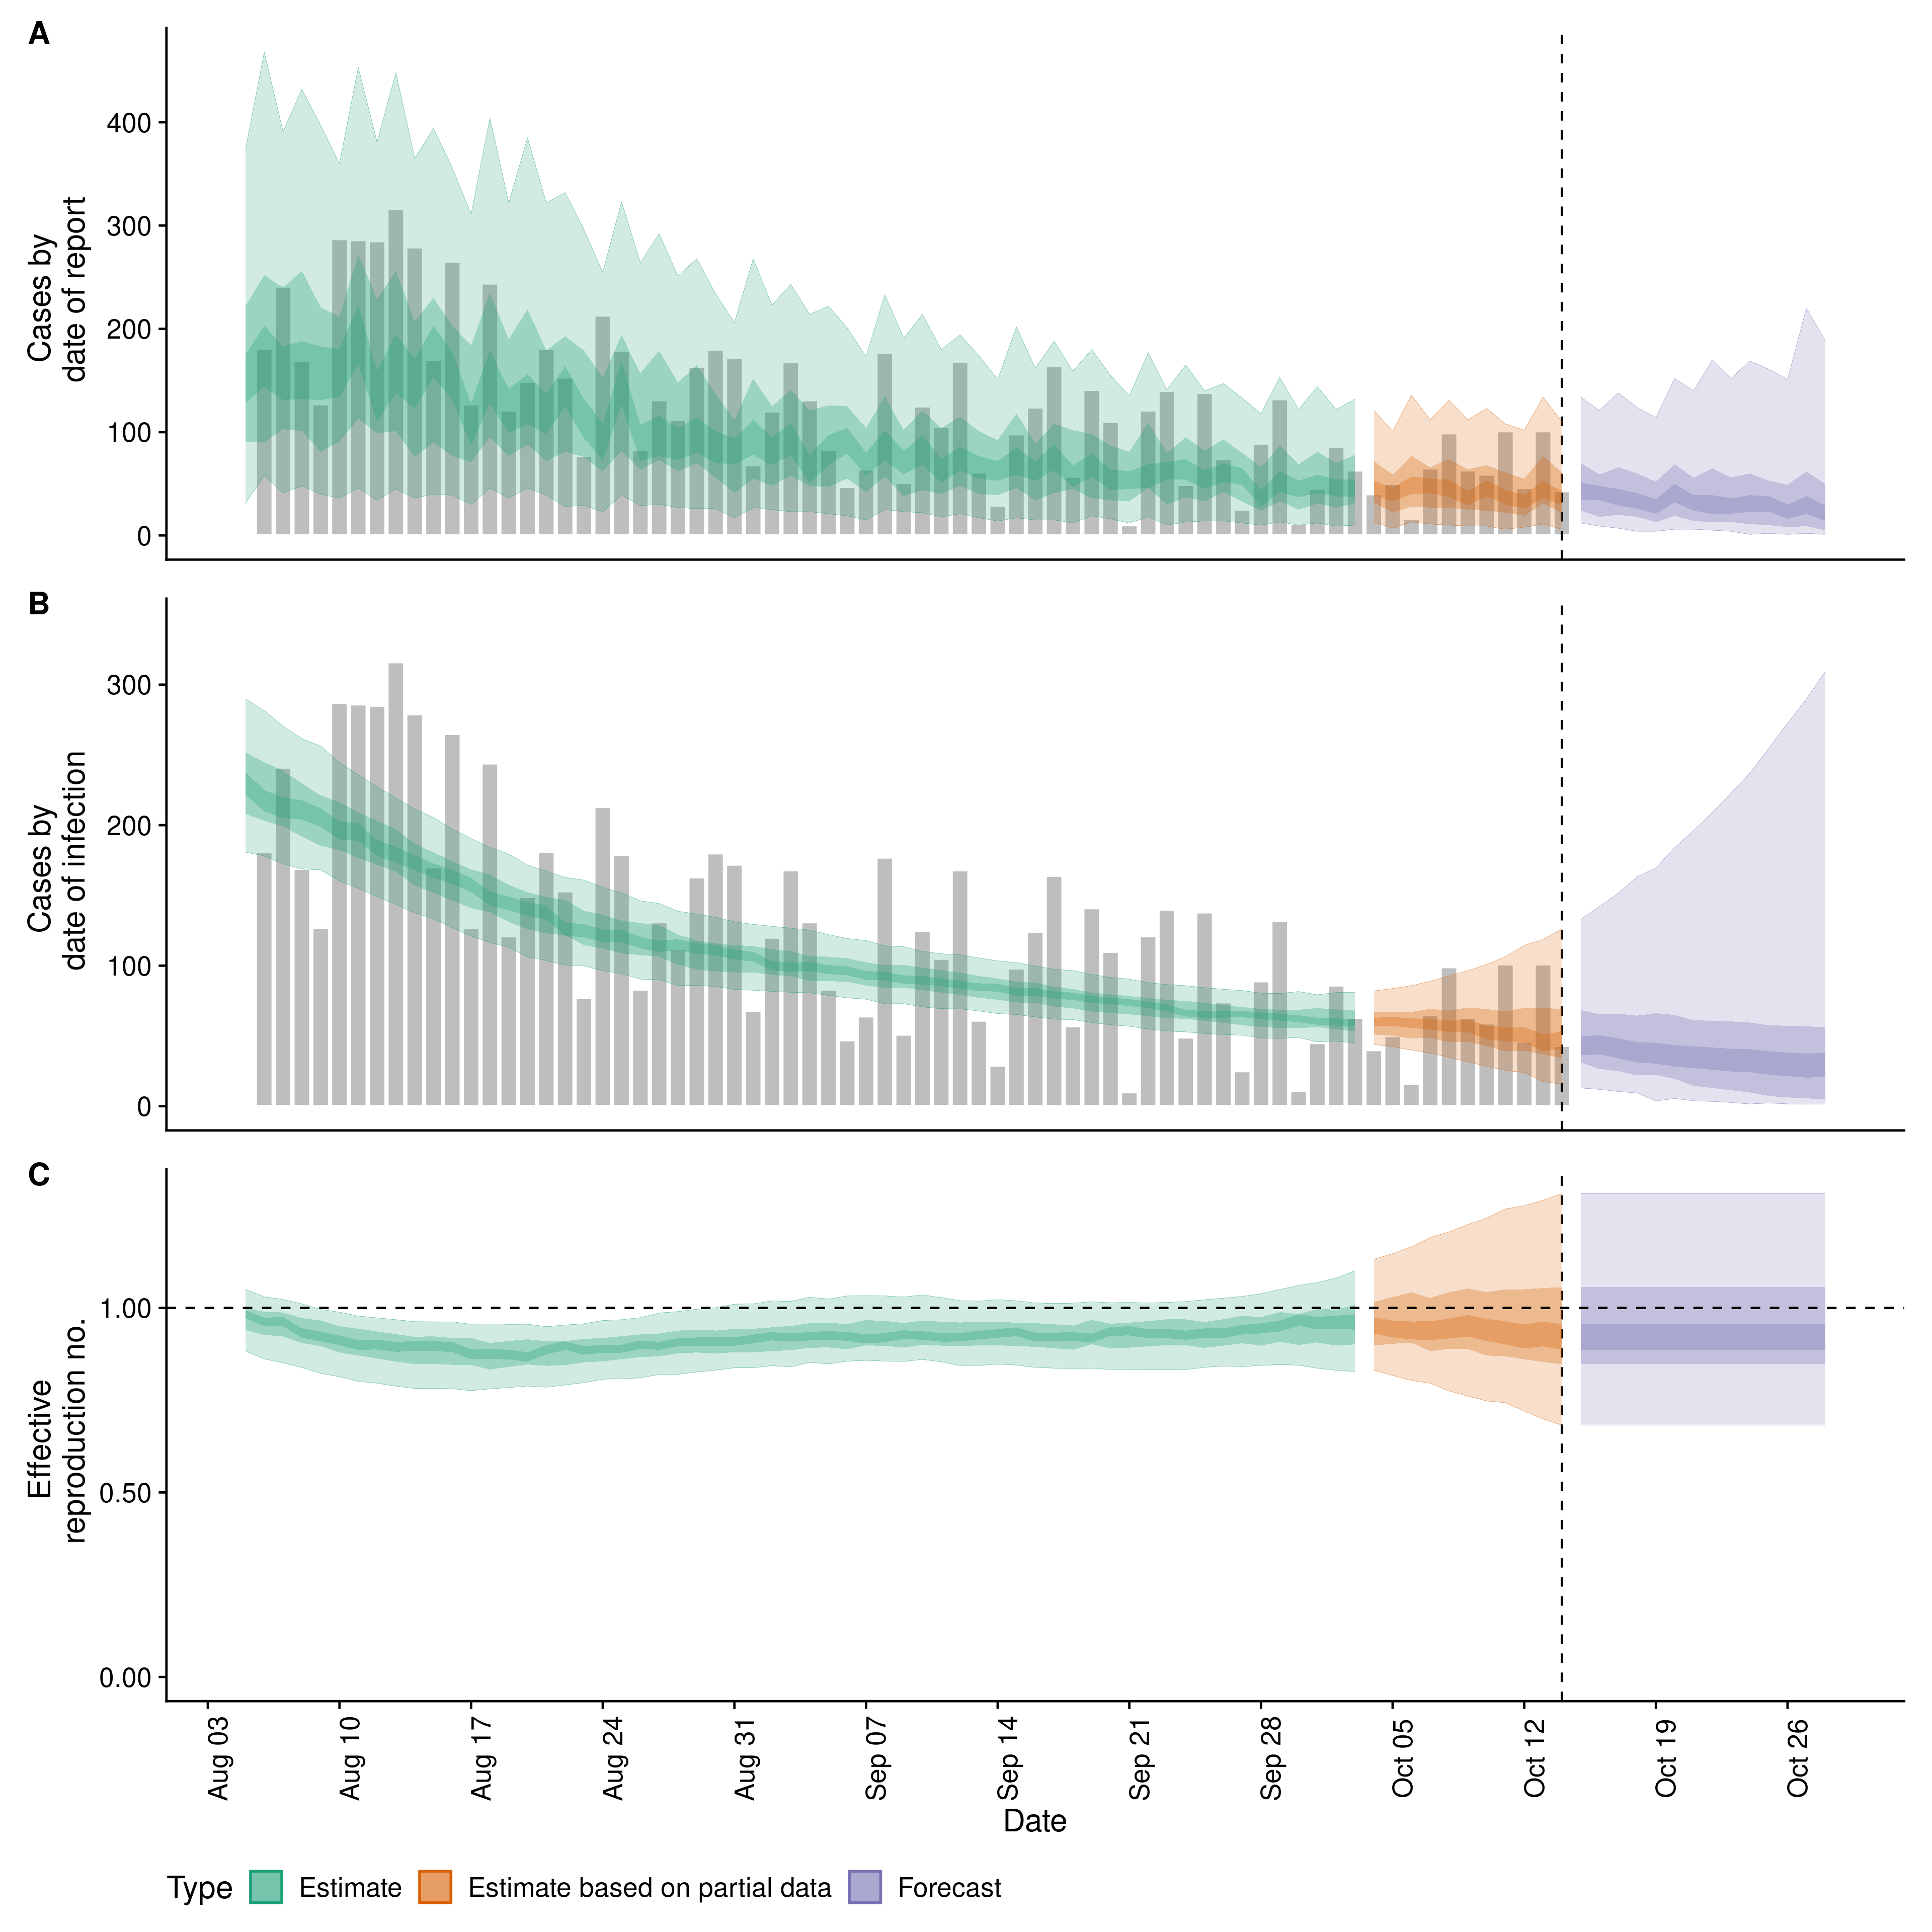 A
Cases by
date of report
400
300
200
100
0
B
Cases by
date of infection
300
200
100
0
C
Effective
reproduction no.
1.00
0.50
0.00
Aug 03
Aug 10
Aug 17
Aug 24
Aug 31
Sep 07
Sep 14
Sep 21
Sep 28
Oct 05
Oct 12
Oct 19
Oct 26
Date
Type Estimate Estimate based on partial data Forecast